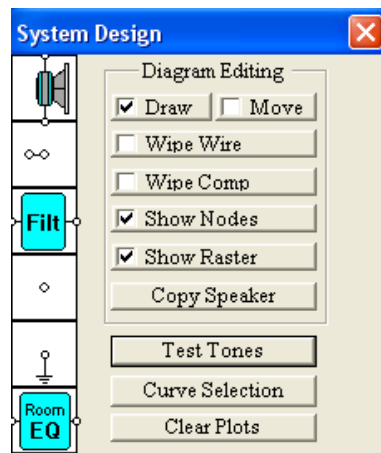 System Design
Diagram Editing
Draw
Move
Wipe Wire
Wipe Comp
Filt
Show Nodes
Show Raster
Copy Speaker
Test Tones
Curve Selection
Room
EQ
Clear Plots